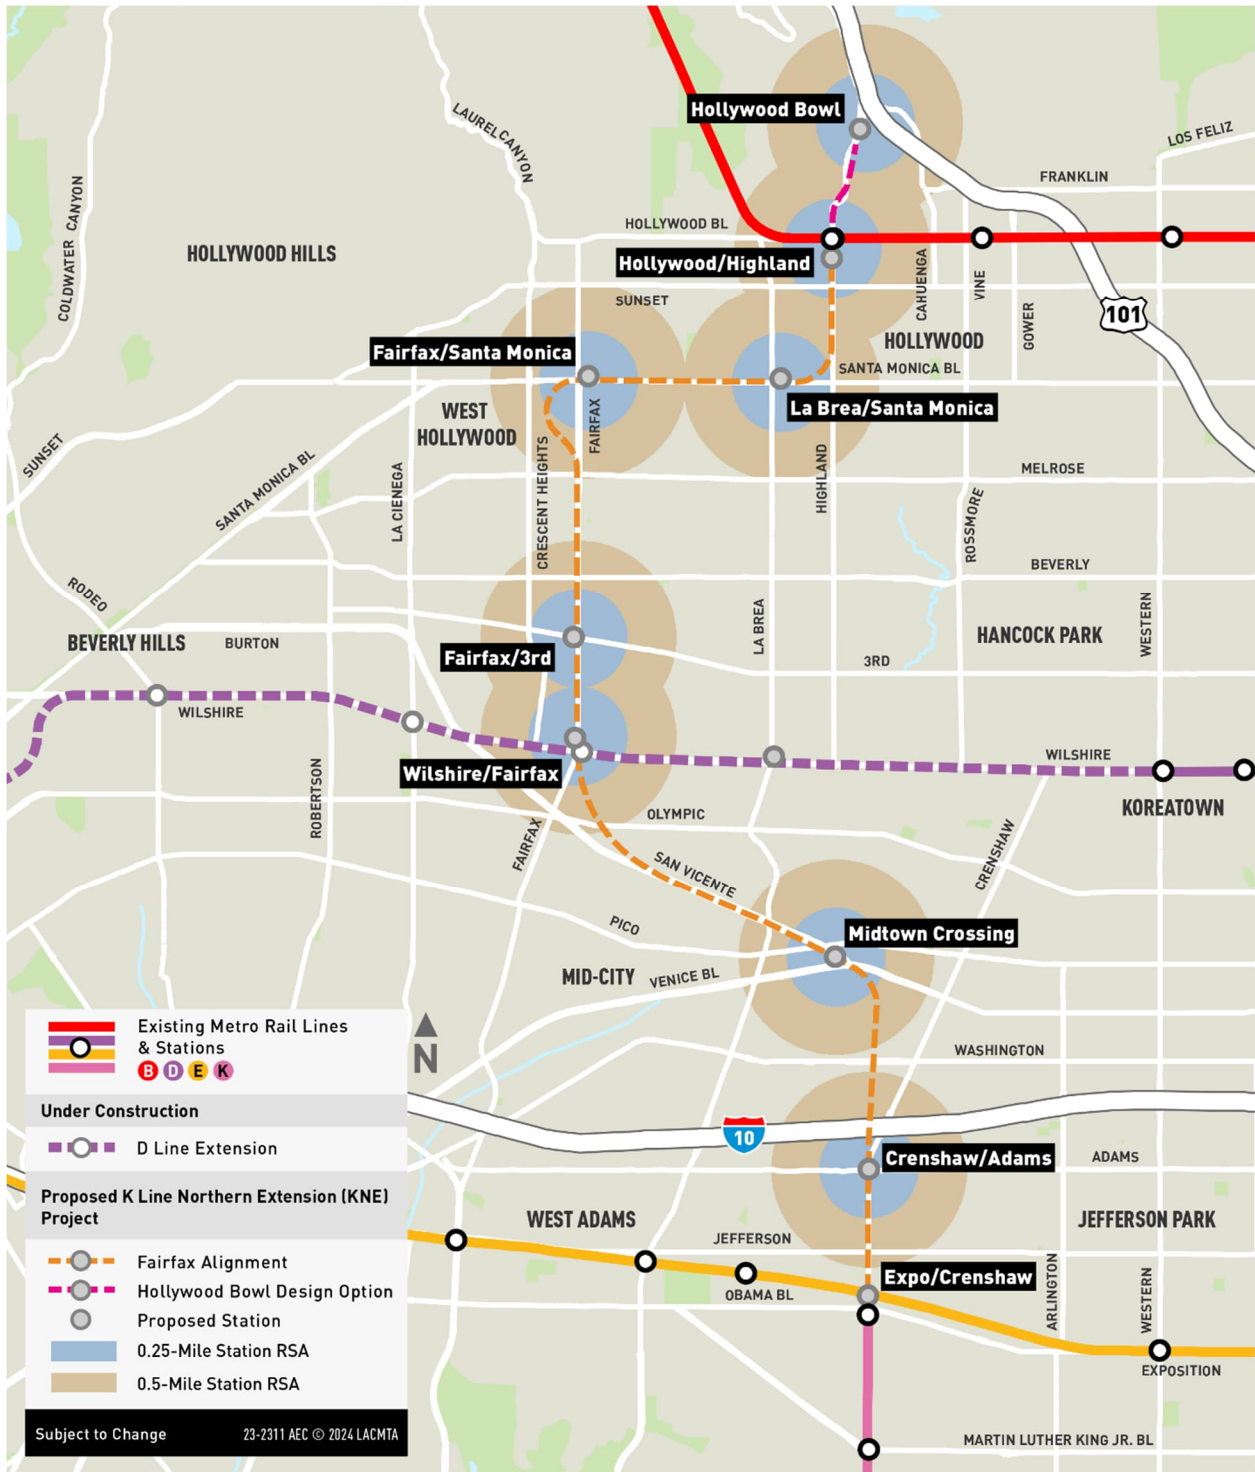 Hollywood Bowl
LAUREL CANYON
LOS FELIZ
FRANKLIN
COLDWATER CANYON
HOLLYWOOD BL
HOLLYWOOD HILLS
Hollywood/Highland
CAHUENGA
VINE
SUNSET
GOWER
101
HOLLYWOOD
Fairfax/Santa Monica
SANTA MONICA BL
La Brea/Santa Monica
WEST
HOLLYWOOD
FAIRFAX
SUNSET
SANTA MONICA BL
LA CIENEGA
CRESCENT HEIGHTS
HIGHLAND
MELROSE
ROSSMORE
BEVERLY
RODEO
LA BREA
WESTERN
BEVERLY HILLS
BURTON
HANCOCK PARK
Fairfax/3rd
3RD
WILSHIRE
WILSHIRE
Wilshire/Fairfax
ROBERTSON
KOREATOWN
OLYMPIC
FAIRFAX
SAN VICENTE
CRENSHAW
PICO
Midtown Crossing
MID-CITY
VENICE BL
N
WASHINGTON
10
Crenshaw/Adams
ADAMS
WEST ADAMS
JEFFERSON
JEFFERSON PARK
Expo/Crenshaw
OBAMA BL
ARLINGTON
WESTERN
EXPOSITION
MARTIN LUTHER KING JR. BL
Existing Metro Rail Lines
& Stations
B D E K
Under Construction
D Line Extension
Proposed K Line Northern Extension (KNE)
Project
Fairfax Alignment
Hollywood Bowl Design Option
Proposed Station
0.25-Mile Station RSA
0.5-Mile Station RSA
Subject to Change 23-2311 AEC © 2024 LACMTA